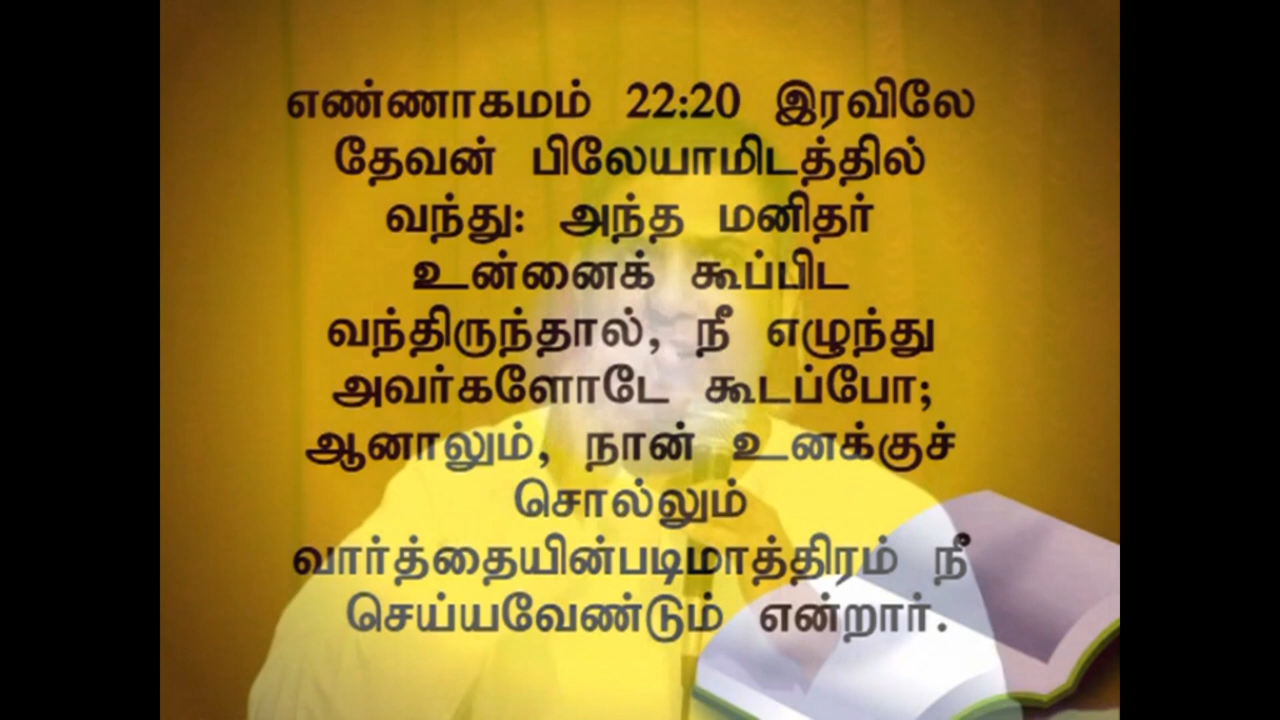 எண்ணாகமம் 22:20 இரவிலே
தேவன் பிலேயாமிடத்தில்
வந்து: அந்த மனிதர்
உன்னைக் கூப்பிட
வந்திருந்தால், நீ எழுந்து
அவர்களோடே கூடப்போ;
ஆனாலும், நான் உனக்குச்
சொல்லும்
வார்த்தையின்படிமாத்திரம் நீ
செய்யவேண்டும் என்றார்.